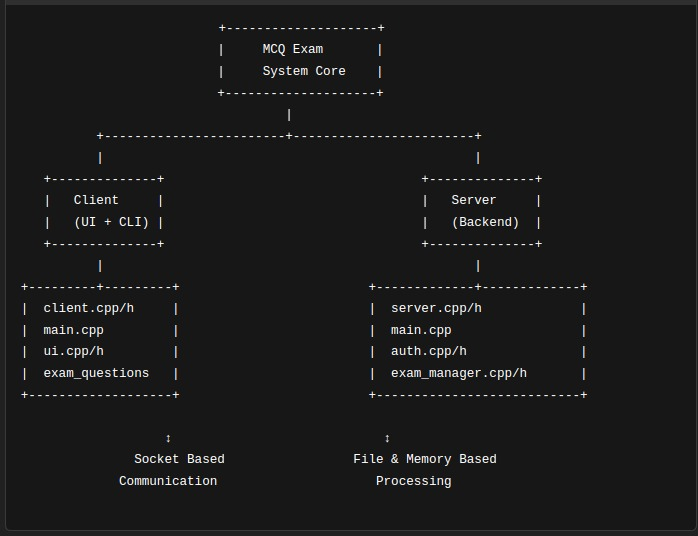 +--------------------+
|     MCQ Exam       |
|     System Core    |
+--------------------+
|
+------------------------+------------------------+
|                                                 |
+--------------+                                  +--------------+
|   Client     |                                  |   Server     |
|   (UI + CLI) |                                  |   (Backend)  |
+--------------+                                  +--------------+
|                                                 |
+---------+---------+                         +------------+-------------+
|  client.cpp/h     |                         |  server.cpp/h             |
|  main.cpp         |                         |  main.cpp                 |
|  ui.cpp/h         |                         |  auth.cpp/h               |
|  exam_questions   |                         |  exam_manager.cpp/h       |
+-------------------+                         +---------------------------+
↕                            ↕
Socket Based                 File & Memory Based
Communication                     Processing